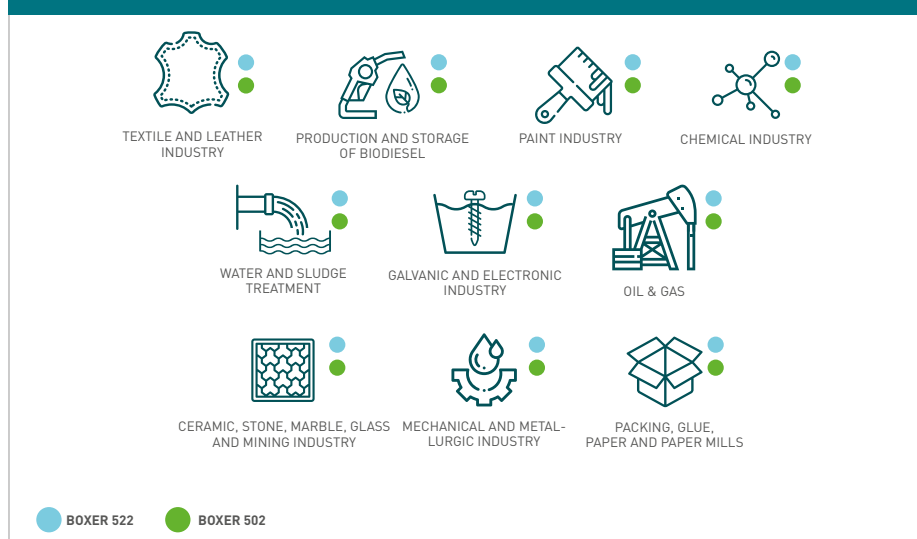 TEXTILE AND LEATHER
INDUSTRY
PRODUCTION AND STORAGE
OF BIODIESEL
PAINT INDUSTRY
CHEMICAL INDUSTRY
WATER AND SLUDGE
TREATMENT
GALVANIC AND ELECTRONIC
INDUSTRY
OIL & GAS
CERAMIC, STONE, MARBLE, GLASS
AND MINING INDUSTRY
MECHANICAL AND METAL-
LURGIC INDUSTRY
PACKING, GLUE,
PAPER AND PAPER MILLS
BOXER 522
BOXER 502